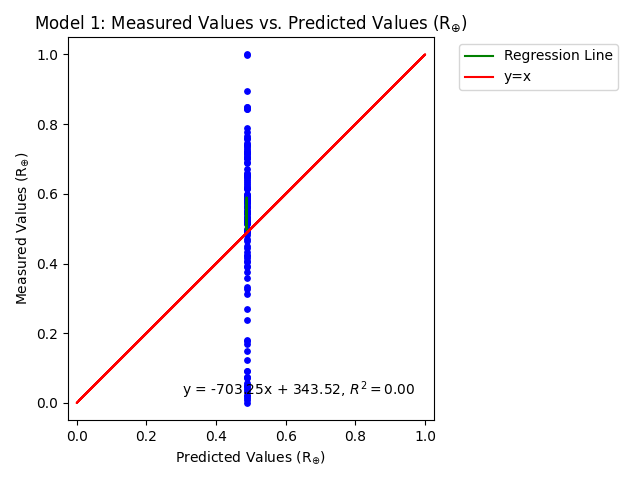 Model 1: Measured Values vs. Predicted Values (R⊕)
Regression Line
y=x
1.0
0.8
0.6
0.4
0.2
0.0
Measured Values (R⊕)
y = -703.25x + 343.52, R² = 0.00
0.0 0.2 0.4 0.6 0.8 1.0
Predicted Values (R⊕)